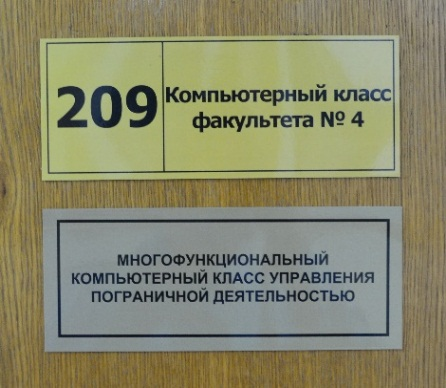 209
Компьютерный класс
факультета № 4
МНОГОФУНКЦИОНАЛЬНЫЙ
КОМПЬЮТЕРНЫЙ КЛАСС УПРАВЛЕНИЯ
ПОГРАНИЧНОЙ ДЕЯТЕЛЬНОСТЬЮ